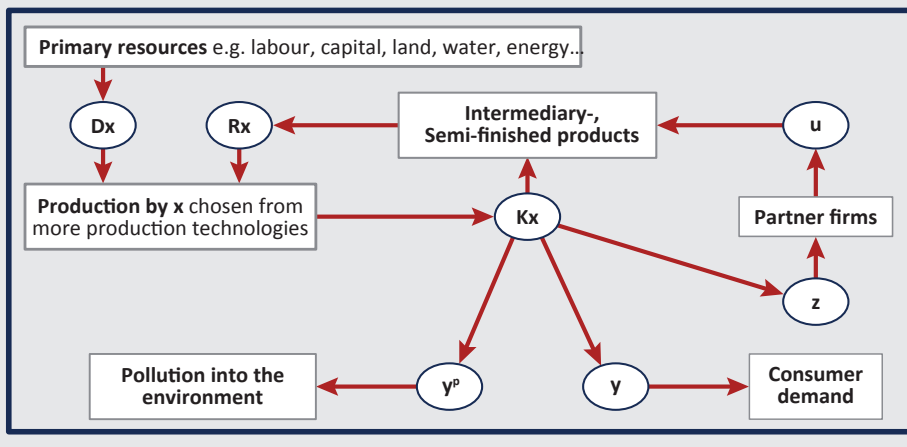 Primary resources e.g. labour, capital, land, water, energy…
Dx
Rx
Intermediary-,
Semi-finished products
u
Production by x chosen from
more production technologies
Kx
Partner firms
z
Pollution into the
environment
yᵖ
y
Consumer
demand